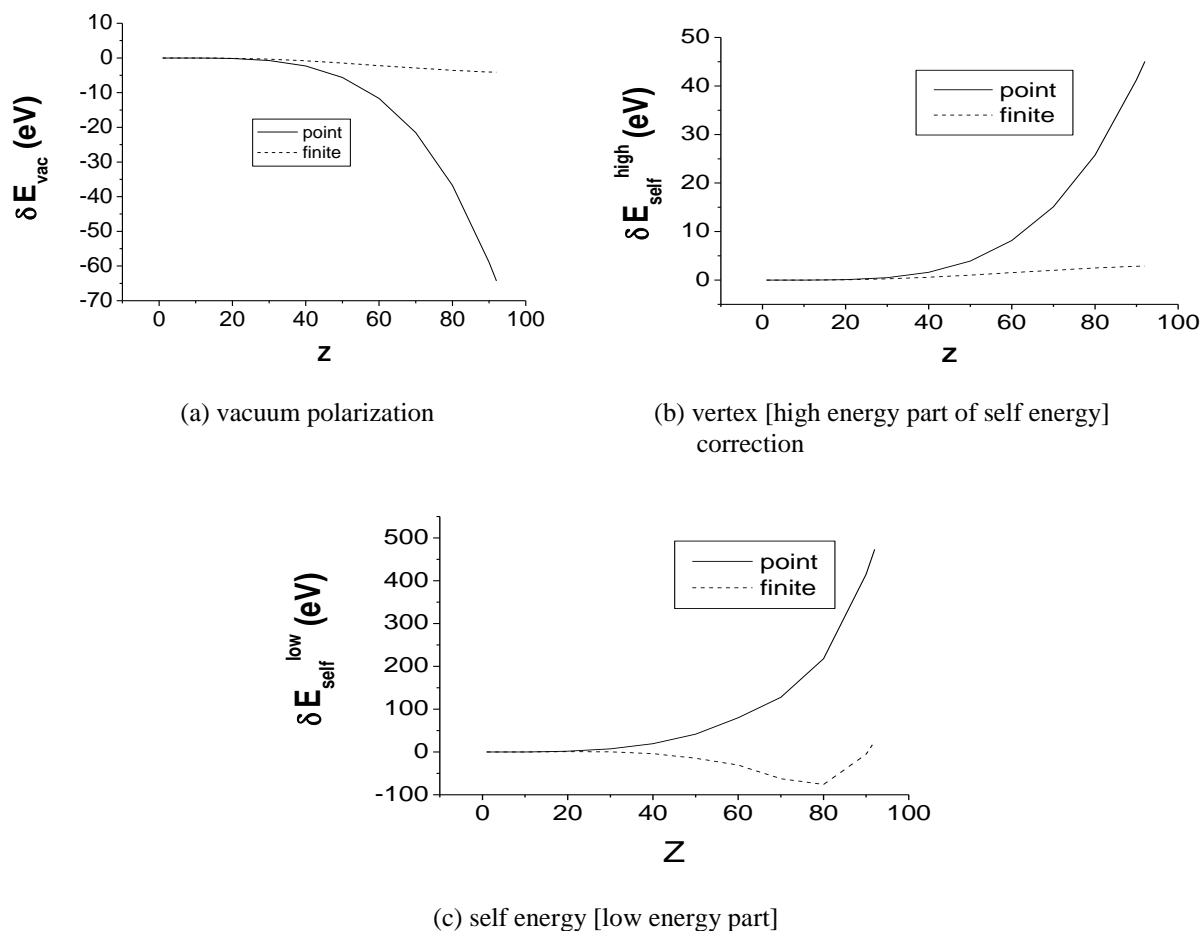 10
0
-10
-20
-30
-40
-50
-60
-70
δE_vac (eV)
point
finite
0 20 40 60 80 100
Z
(a) vacuum polarization
50
40
30
20
10
0
δE_self^high (eV)
point
finite
0 20 40 60 80 100
Z
(b) vertex [high energy part of self energy]
correction
500
400
300
200
100
0
-100
δE_self^low (eV)
point
finite
0 20 40 60 80 100
Z
(c) self energy [low energy part]